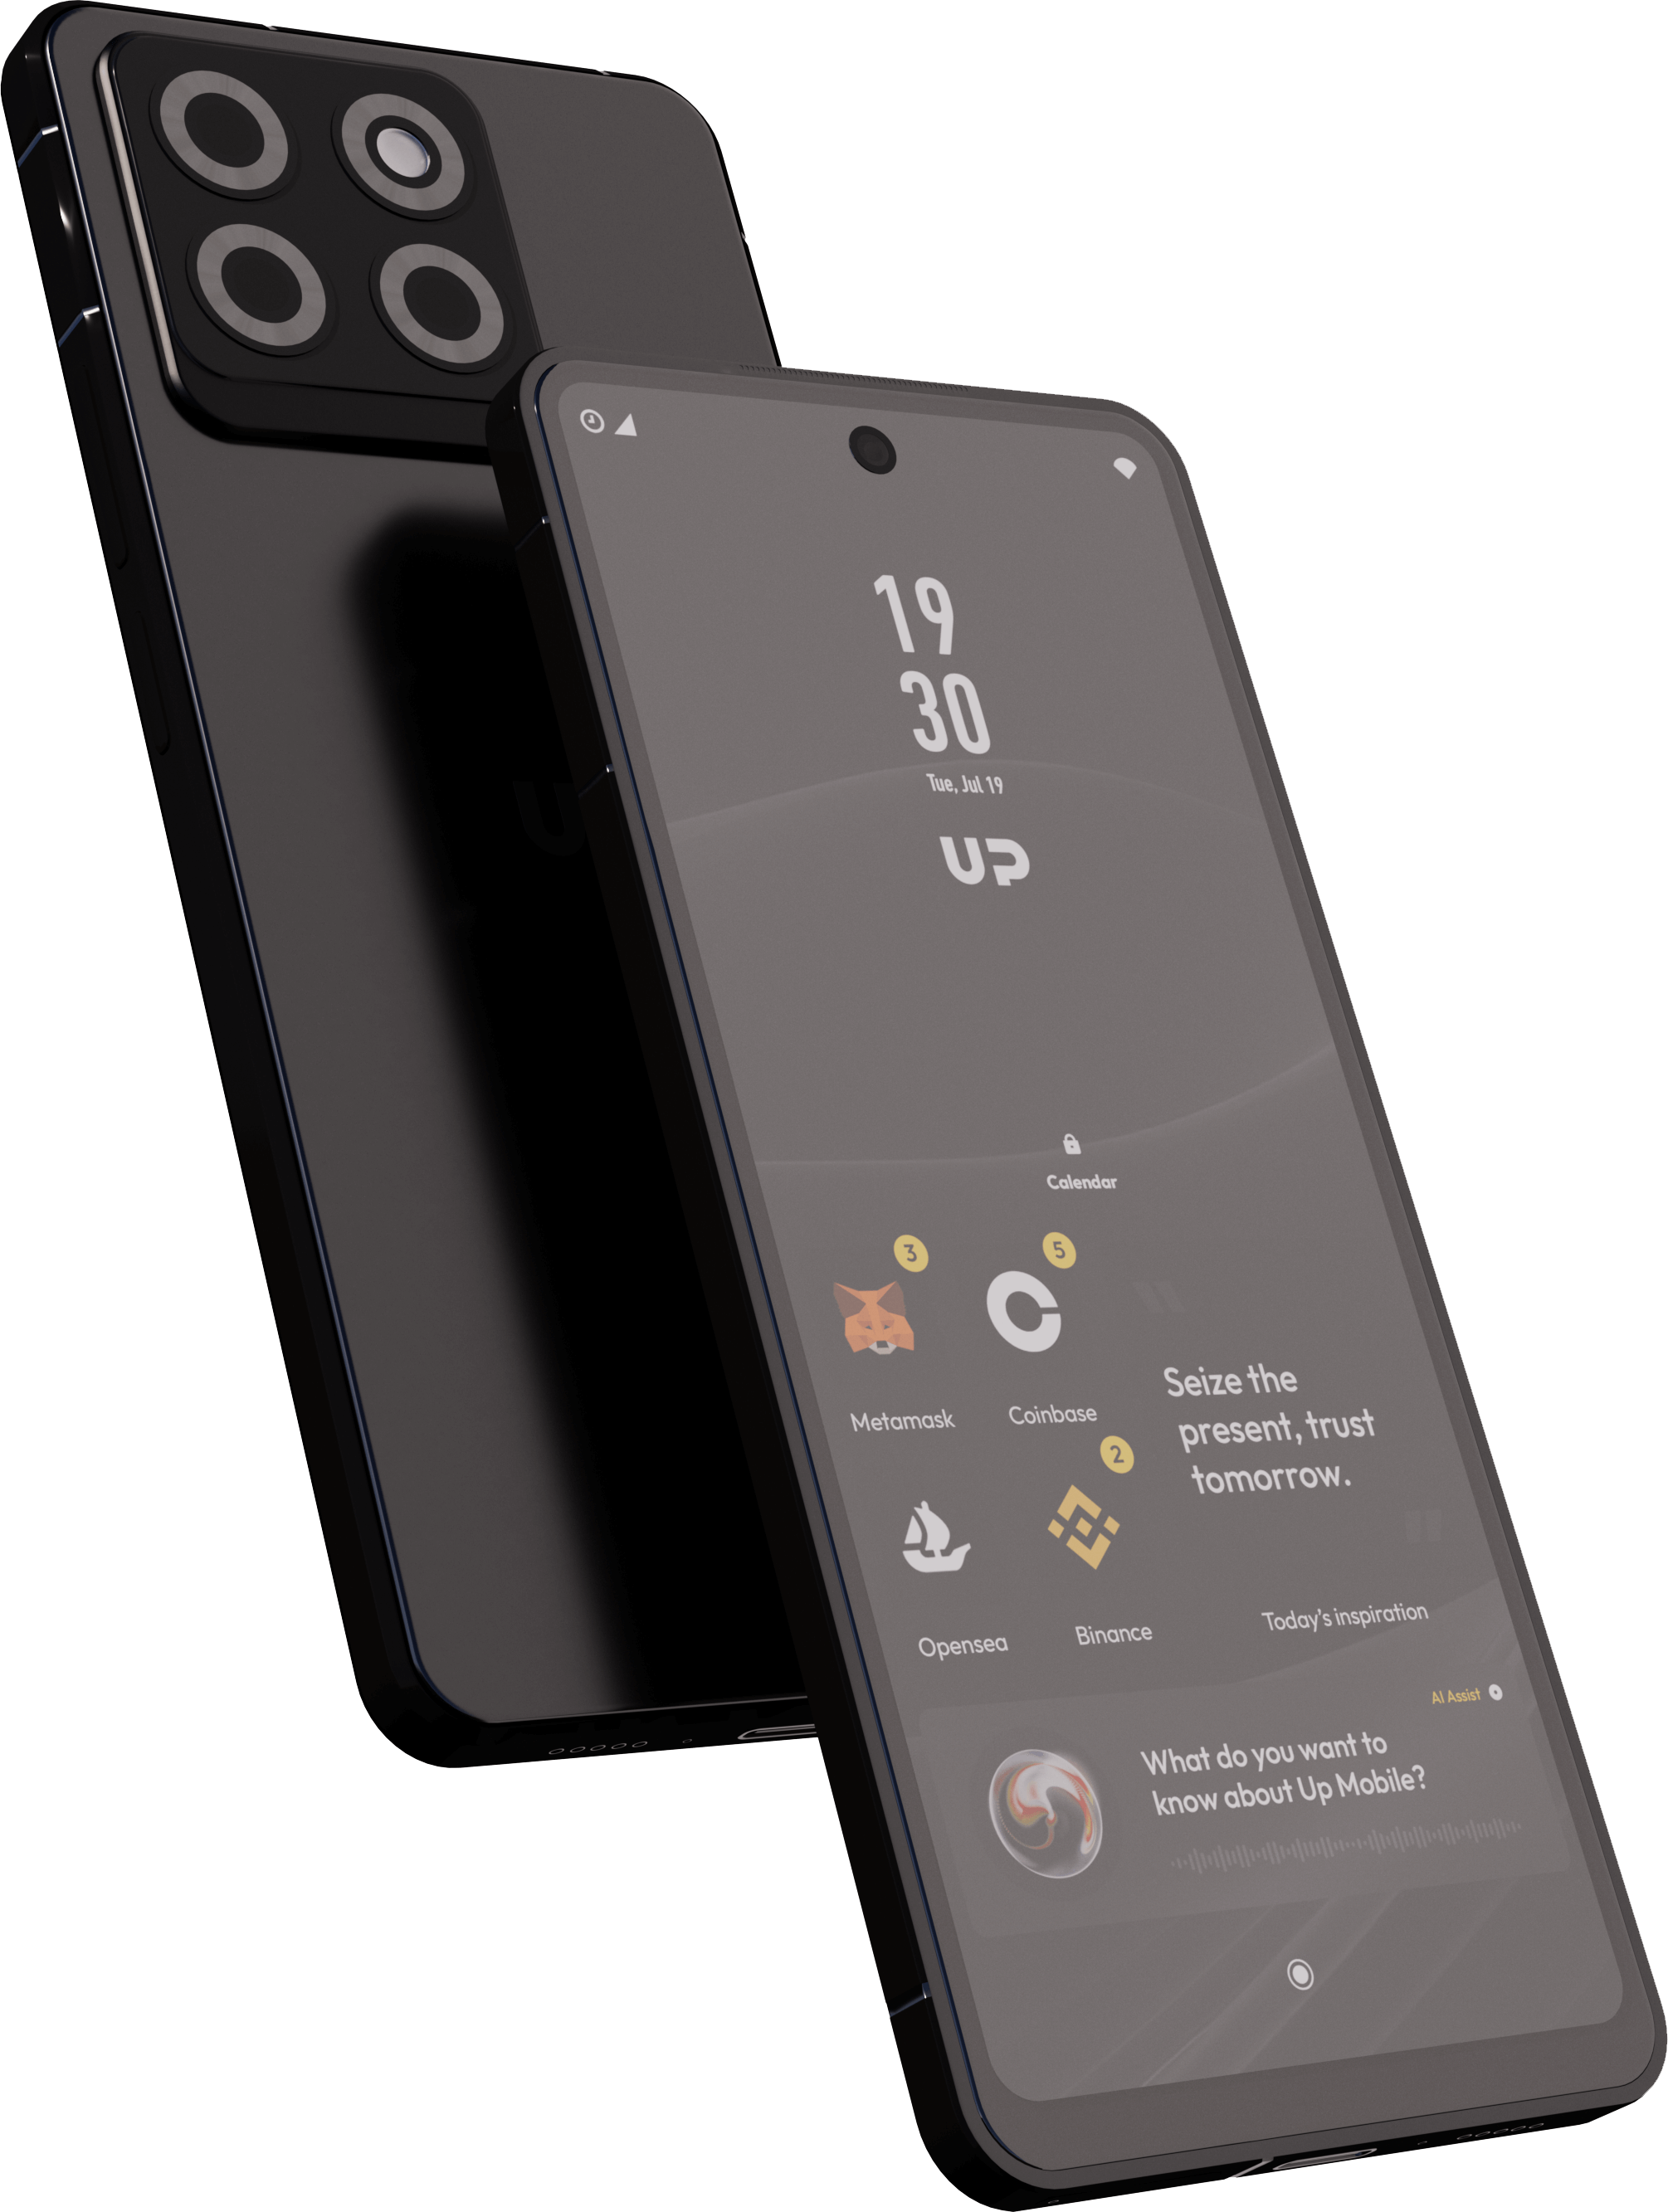 19
30
Tue, Jul 19
UP
Calendar
3
5
Metamask
Coinbase
Seize the
present, trust
tomorrow.
2
Opensea
Binance
Today's inspiration
AI Assist
What do you want to
know about Up Mobile?
U